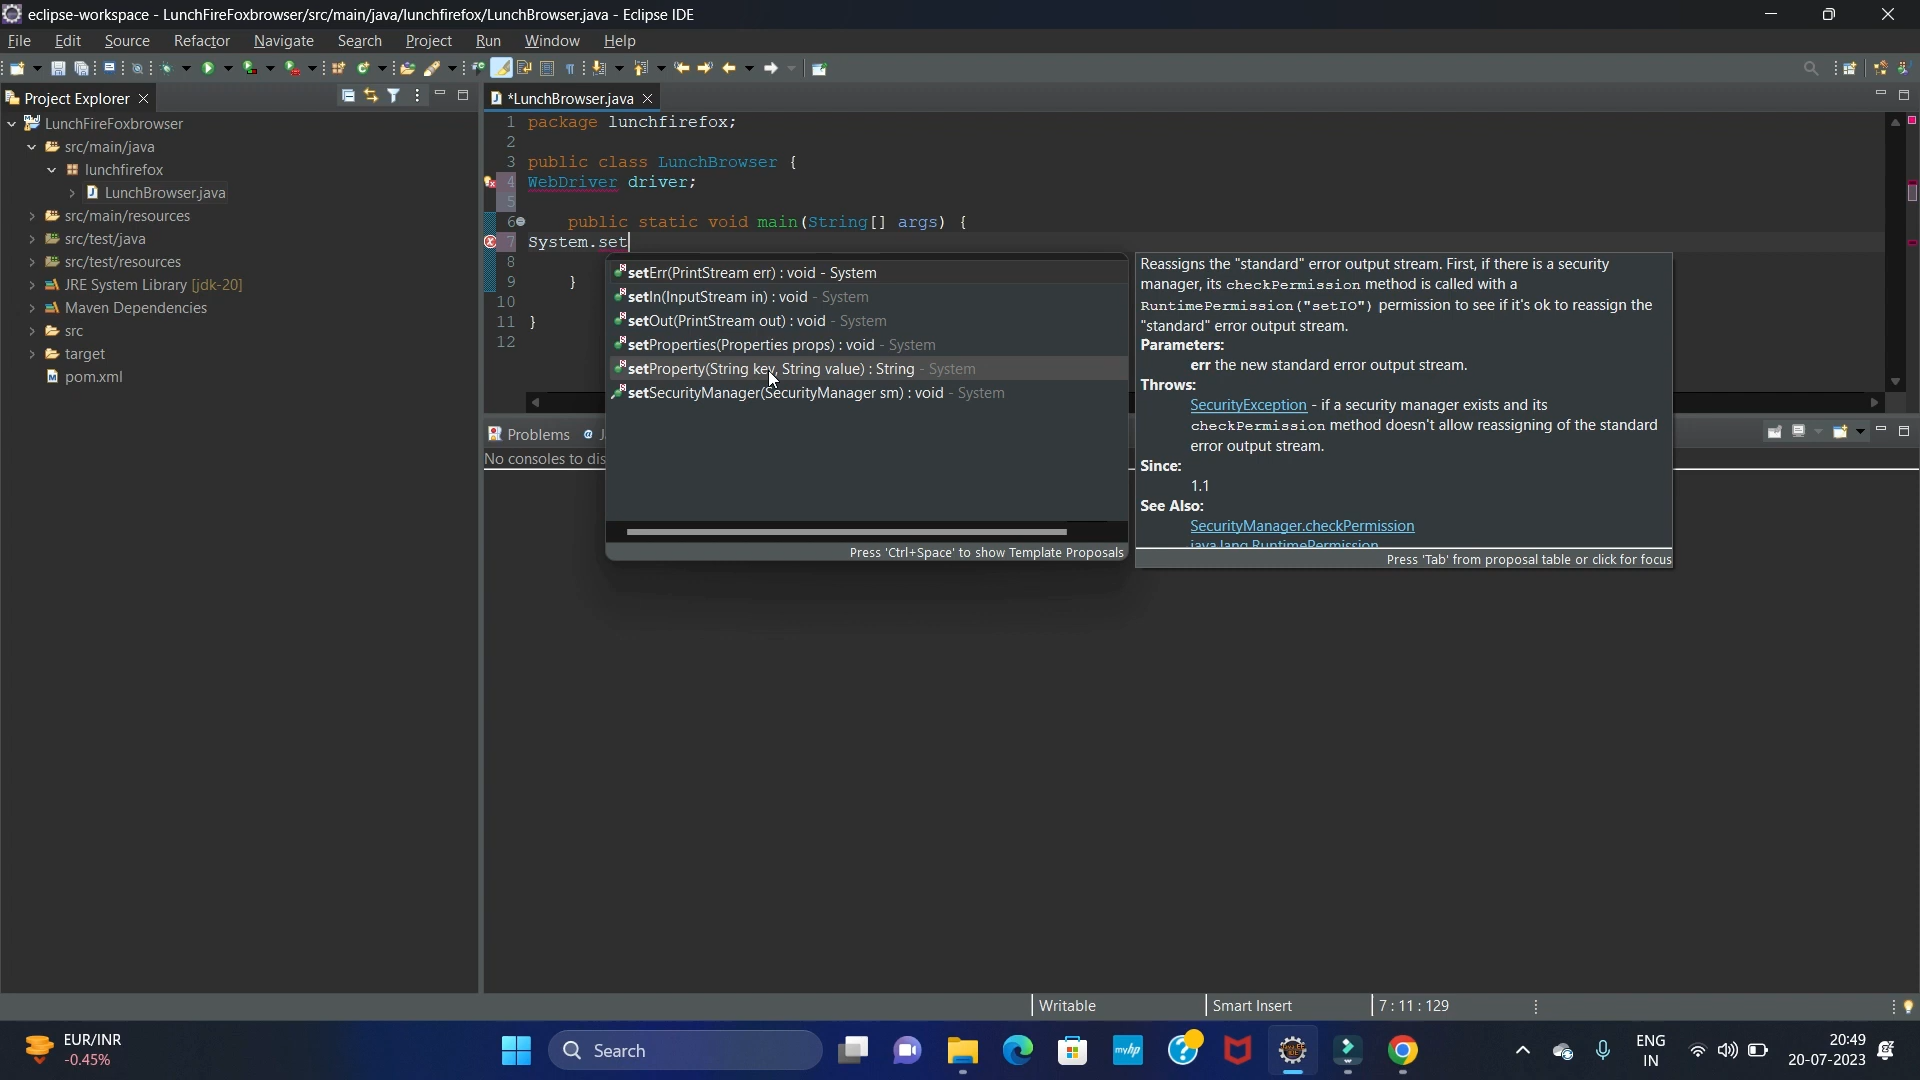 eclipse-workspace - LunchFireFoxbrowser/src/main/java/lunchfirefox/LunchBrowser.java - Eclipse IDE
File Edit Source Refactor Navigate Search Project Run Window Help
Project Explorer
*LunchBrowser.java
LunchFireFoxbrowser
src/main/java
lunchfirefox
LunchBrowser.java
src/main/resources
src/test/java
src/test/resources
JRE System Library [jdk-20]
Maven Dependencies
src
target
pom.xml
1 package lunchfirefox;
2
3 public class LunchBrowser {
4 WebDriver driver;
5
6 public static void main(String[] args) {
7 System.set
8
9 }
10
11 }
12
setErr(PrintStream err) : void - System
setIn(InputStream in) : void - System
setOut(PrintStream out) : void - System
setProperties(Properties props) : void - System
setProperty(String key, String value) : String - System
setSecurityManager(SecurityManager sm) : void - System
Press 'Ctrl+Space' to show Template Proposals
Reassigns the "standard" error output stream. First, if there is a security
manager, its checkPermission method is called with a
RuntimePermission("setIO") permission to see if it's ok to reassign the
"standard" error output stream.
Parameters:
err the new standard error output stream.
Throws:
SecurityException - if a security manager exists and its
checkPermission method doesn't allow reassigning of the standard
error output stream.
Since:
1.1
See Also:
SecurityManager.checkPermission
java.lang.RuntimePermission
Press 'Tab' from proposal table or click for focus
Problems @ J
No consoles to dis
Writable Smart Insert 7 : 11 : 129
EUR/INR
-0.45%
Search
myhp
ENG
IN
20:49
20-07-2023